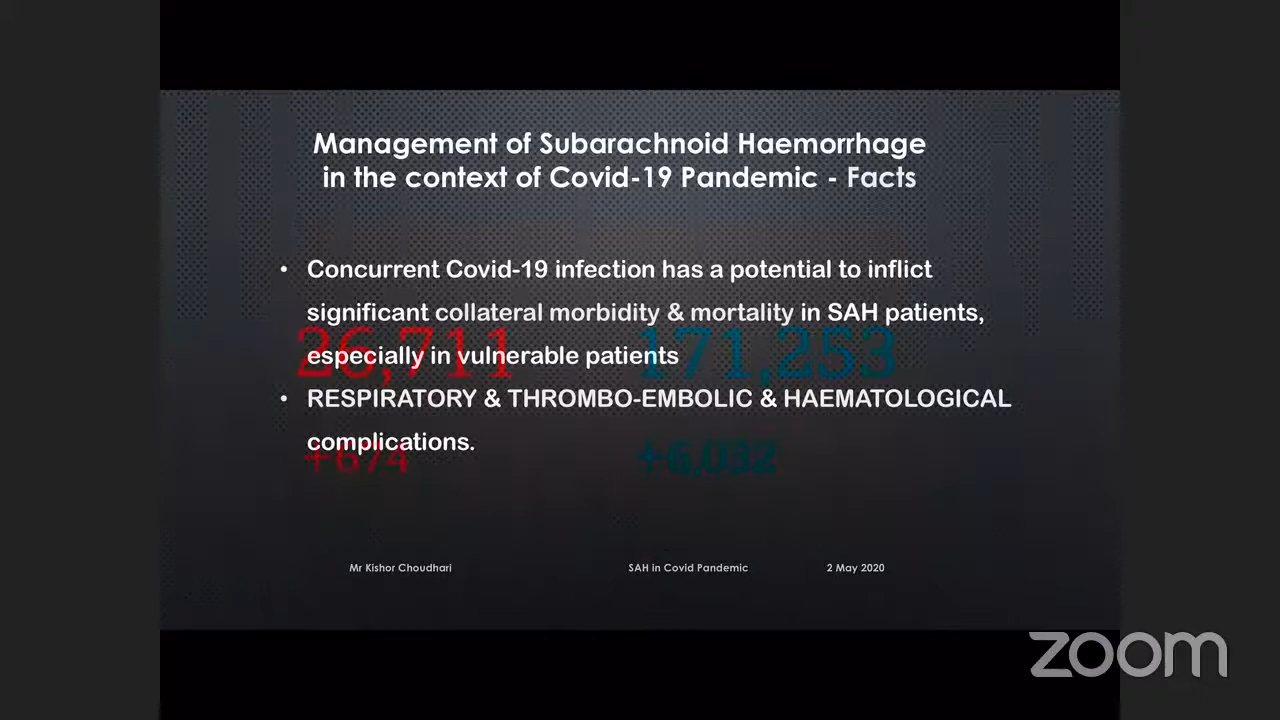 Management of Subarachnoid Haemorrhage
in the context of Covid-19 Pandemic - Facts
• Concurrent Covid-19 infection has a potential to inflict
significant collateral morbidity & mortality in SAH patients,
26,711 171,253
especially in vulnerable patients
• RESPIRATORY & THROMBO-EMBOLIC & HAEMATOLOGICAL
complications.
+674 +6,032
Mr Kishor Choudhari SAH in Covid Pandemic 2 May 2020
zoom